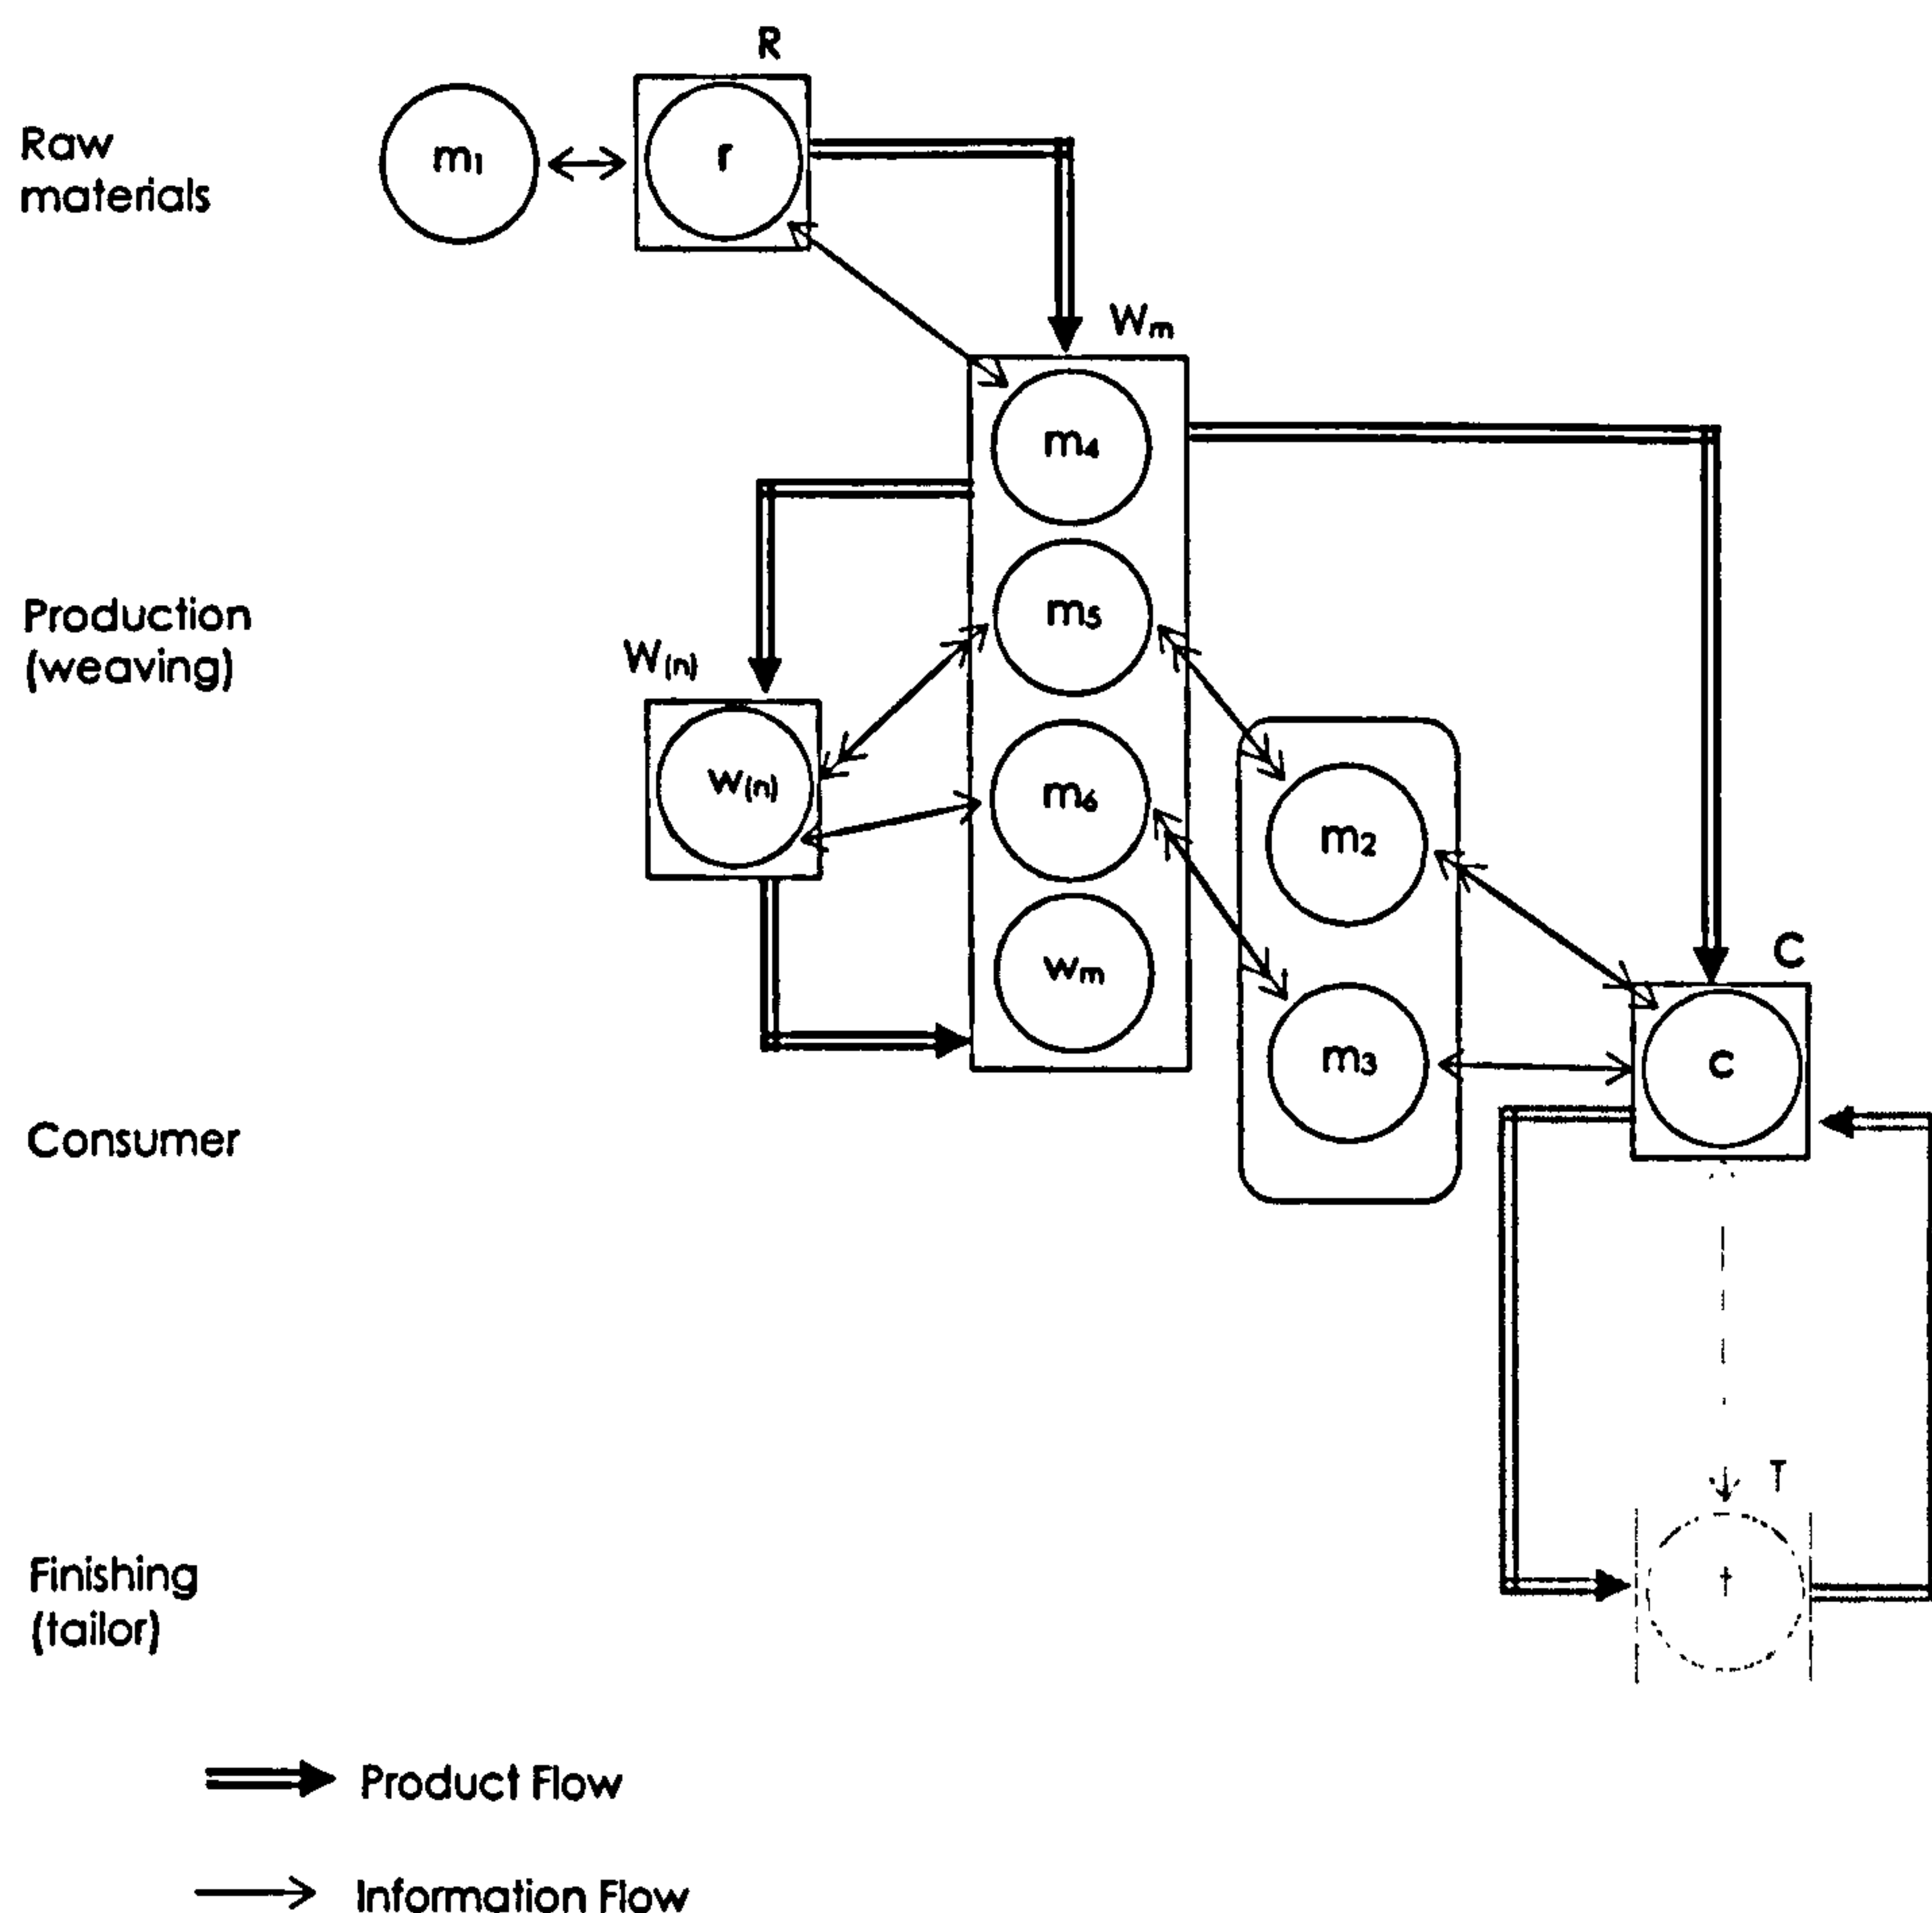 R
Raw
materials
m₁
r
Wₘ
m₄
Production
(weaving)
m₅
W₍ₙ₎
w₍ₙ₎
m₆
m₂
wₘ
C
m₃
c
Consumer
T
t
Finishing
(tailor)
Product Flow
Information Flow